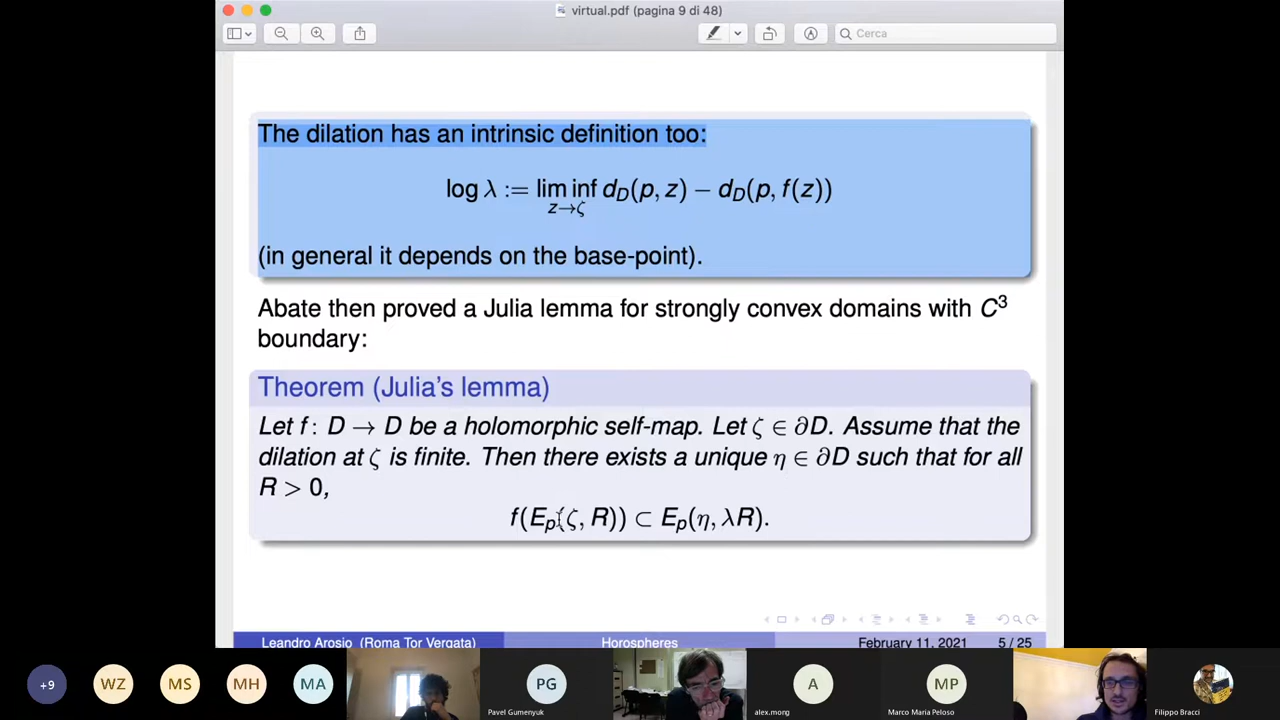 virtual.pdf (pagina 9 di 48)
Cerca
The dilation has an intrinsic definition too:
log λ := lim inf d_D(p, z) − d_D(p, f(z))
z→ζ
(in general it depends on the base-point).
Abate then proved a Julia lemma for strongly convex domains with C³
boundary:
Theorem (Julia's lemma)
Let f : D → D be a holomorphic self-map. Let ζ ∈ ∂D. Assume that the
dilation at ζ is finite. Then there exists a unique η ∈ ∂D such that for all
R > 0,
f(E_p(ζ, R)) ⊂ E_p(η, λR).
Leandro Arosio (Roma Tor Vergata) Horospheres February 11, 2021 5 / 25
+9 WZ MS MH MA PG A MP
Pavel Gumenyuk alex.mong Marco Maria Peloso Filippo Bracci